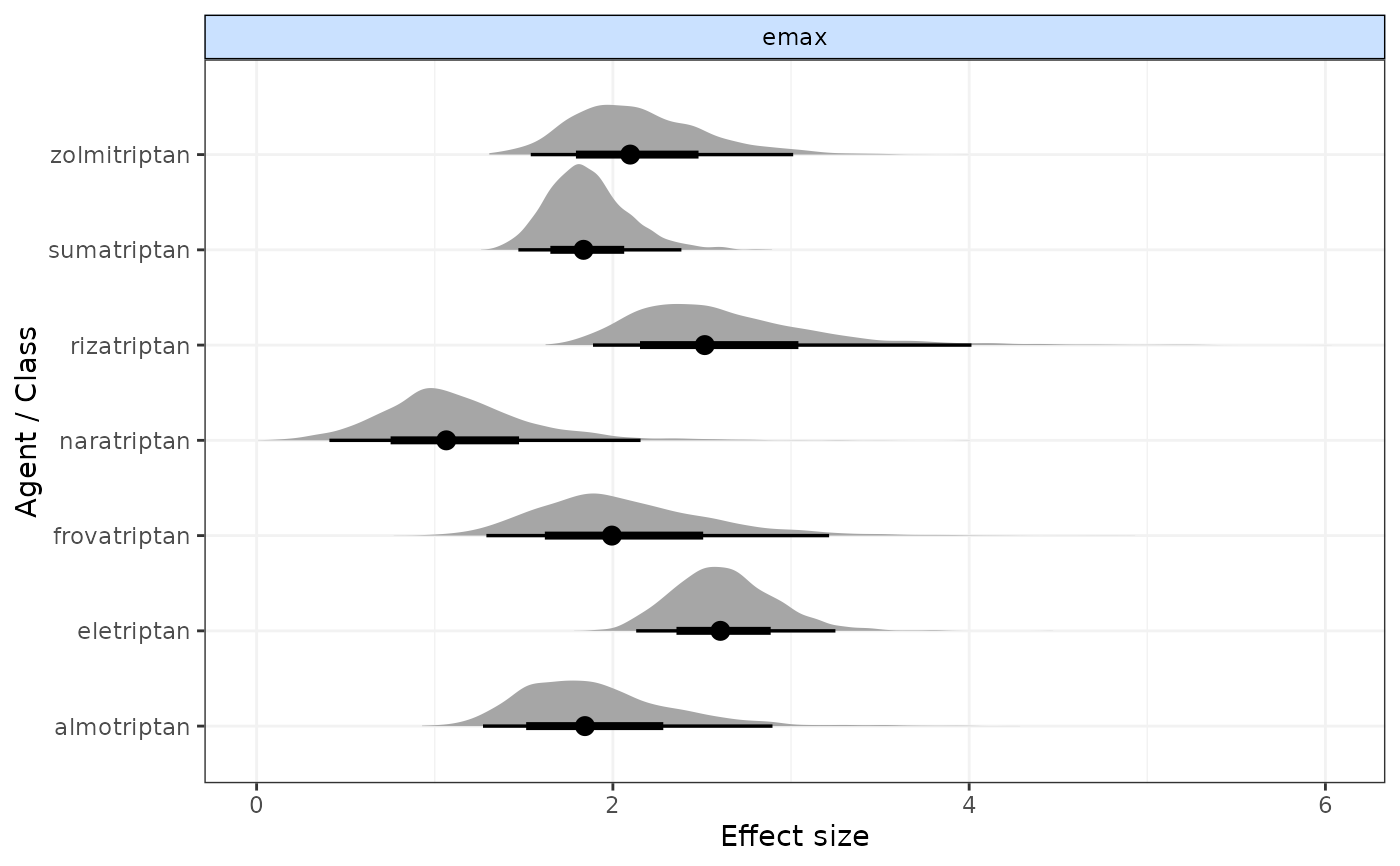 emax
zolmitriptan
sumatriptan
rizatriptan
naratriptan
frovatriptan
eletriptan
almotriptan
Agent / Class
0 2 4 6
Effect size